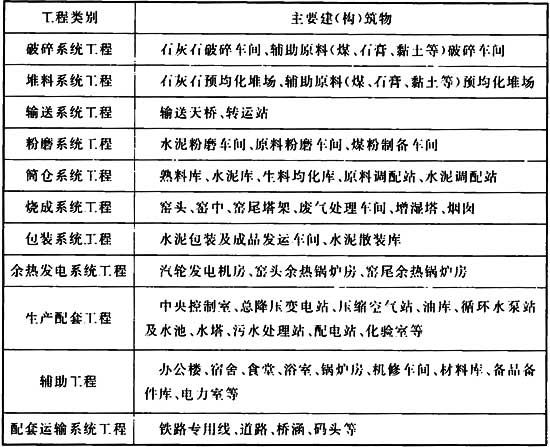 工程类别 主要建(构)筑物
破碎系统工程 石灰石破碎车间、辅助原料(煤、石膏、黏土等)破碎车间
堆料系统工程 石灰石预均化堆场、辅助原料(煤、石膏、黏土等)预均化堆场
输送系统工程 输送天桥、转运站
粉磨系统工程 水泥粉磨车间、原料粉磨车间、煤粉制备车间
筒仓系统工程 熟料库、水泥库、生料均化库、原料调配站、水泥调配站
烧成系统工程 窑头、窑中、窑尾塔架、废气处理车间、增湿塔、烟囱
包装系统工程 水泥包装及成品发运车间、水泥散装库
余热发电系统工程 汽轮发电机房、窑头余热锅炉房、窑尾余热锅炉房
生产配套工程 中央控制室、总降压变电站、压缩空气站、油库、循环水泵站
及水池、水塔、污水处理站、配电站、化验室等
辅助工程 办公楼、宿舍、食堂、浴室、锅炉房、机修车间、材料库、备品备
件库、电力室等
配套运输系统工程 铁路专用线、道路、桥涵、码头等